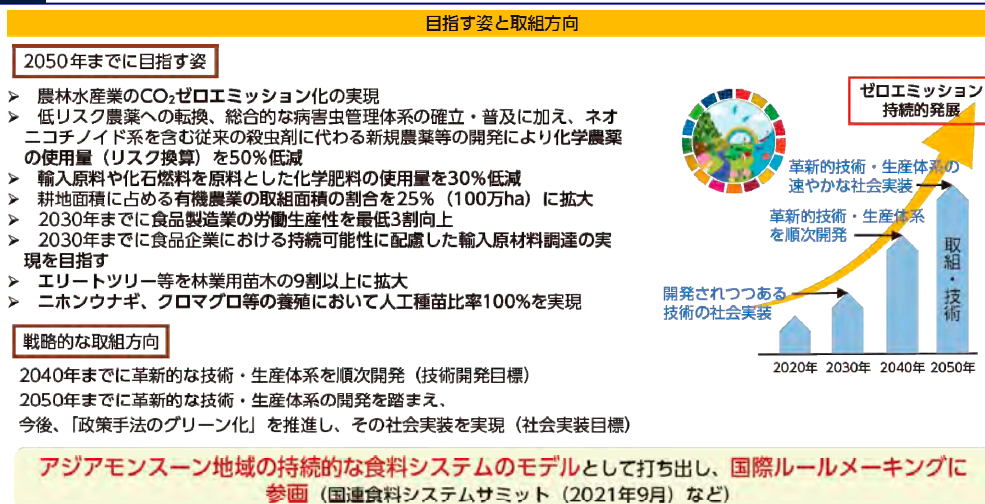 目指す姿と取組方向
2050年までに目指す姿
➤ 農林水産業のCO₂ゼロエミッション化の実現
➤ 低リスク農薬への転換、総合的な病害虫管理体系の確立・普及に加え、ネオ
ニコチノイド系を含む従来の殺虫剤に代わる新規農薬等の開発により化学農薬
の使用量（リスク換算）を50％低減
➤ 輸入原料や化石燃料を原料とした化学肥料の使用量を30％低減
➤ 耕地面積に占める有機農業の取組面積の割合を25％（100万ha）に拡大
➤ 2030年までに食品製造業の労働生産性を最低3割向上
➤ 2030年までに食品企業における持続可能性に配慮した輸入原材料調達の実
現を目指す
➤ エリートツリー等を林業用苗木の9割以上に拡大
➤ ニホンウナギ、クロマグロ等の養殖において人工種苗比率100％を実現
ゼロエミッション
持続的発展
革新的技術・生産体系の
速やかな社会実装
革新的技術・生産体系
を順次開発
開発されつつある
技術の社会実装
取組・技術
2020年 2030年 2040年 2050年
戦略的な取組方向
2040年までに革新的な技術・生産体系を順次開発（技術開発目標）
2050年までに革新的な技術・生産体系の開発を踏まえ、
今後、「政策手法のグリーン化」を推進し、その社会実装を実現（社会実装目標）
アジアモンスーン地域の持続的な食料システムのモデルとして打ち出し、国際ルールメーキングに
参画（国連食料システムサミット（2021年9月）など）